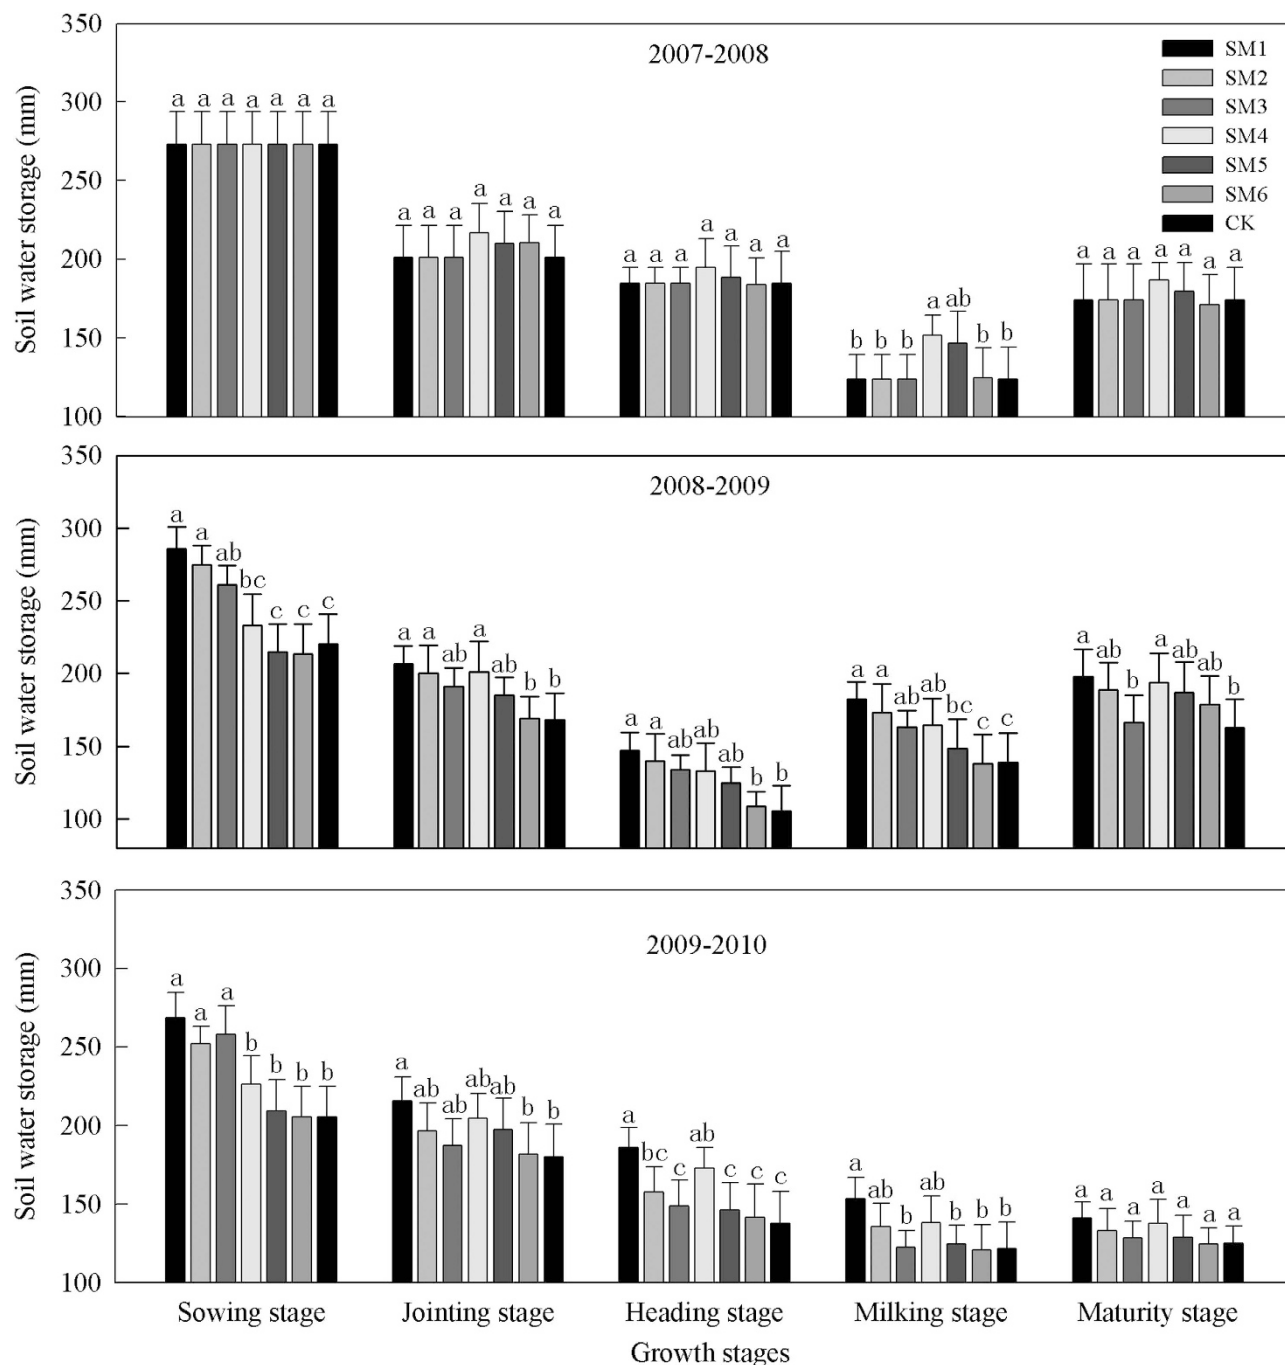 350
2007-2008
SM1
SM2
300
a a a a a a a
SM3
SM4
250
a
SM5
a a a
SM6
a a a a
CK
200
a a a a a a a
a a a a a a a
150
a ab
b b b b b
100
Soil water storage (mm)
350
2008-2009
300
a a ab bc c c c
250
a a ab a ab b b
200
a ab b a ab ab b
a a ab ab bc c c
150
a a ab ab ab b b
100
Soil water storage (mm)
350
2009-2010
300
a a a b b b b
250
a ab ab ab ab b b
200
a bc c ab c c c
150
a ab b ab b b b
a a a a a a a
100
Soil water storage (mm)
Sowing stage Jointing stage Heading stage Milking stage Maturity stage
Growth stages